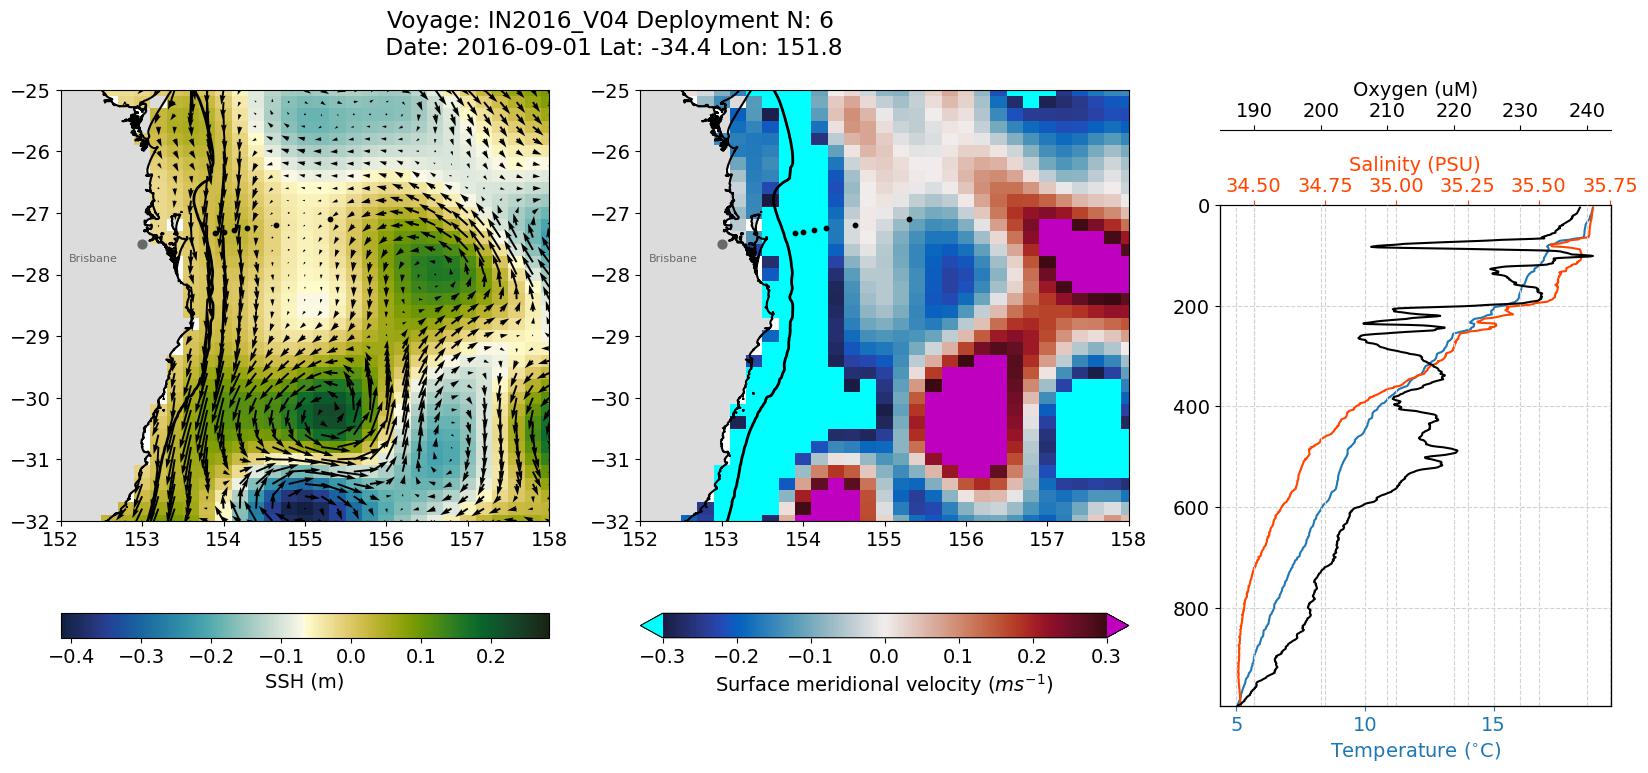 Voyage: IN2016_V04 Deployment N: 6
Date: 2016-09-01 Lat: -34.4 Lon: 151.8
−25
−26
−27
−28
−29
−30
−31
−32
152 153 154 155 156 157 158
Brisbane
−0.4 −0.3 −0.2 −0.1 0.0 0.1 0.2
SSH (m)
−25
−26
−27
−28
−29
−30
−31
−32
152 153 154 155 156 157 158
Brisbane
−0.3 −0.2 −0.1 0.0 0.1 0.2 0.3
Surface meridional velocity (ms⁻¹)
Oxygen (uM)
190 200 210 220 230 240
Salinity (PSU)
34.50 34.75 35.00 35.25 35.50 35.75
0
200
400
600
800
5 10 15
Temperature (°C)